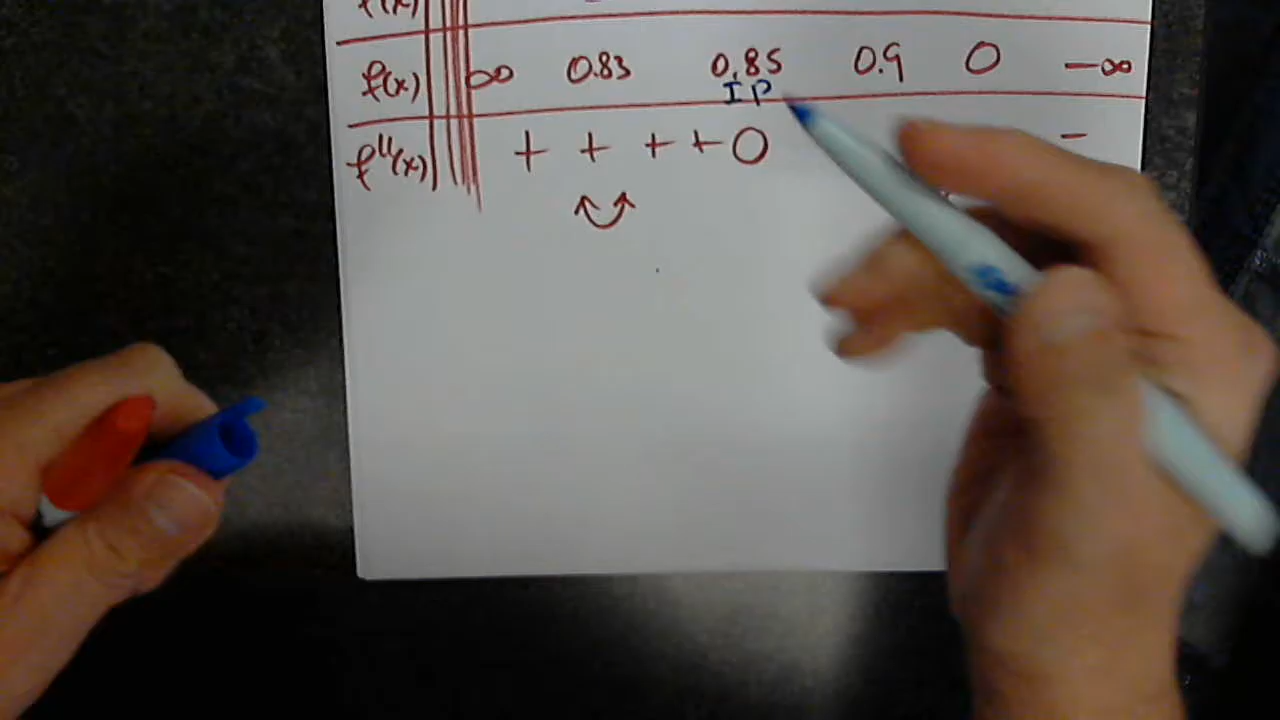 f(x) ∞ 0.83 0.85 0.9 0 -∞
IP
f''(x) + + + + 0 -